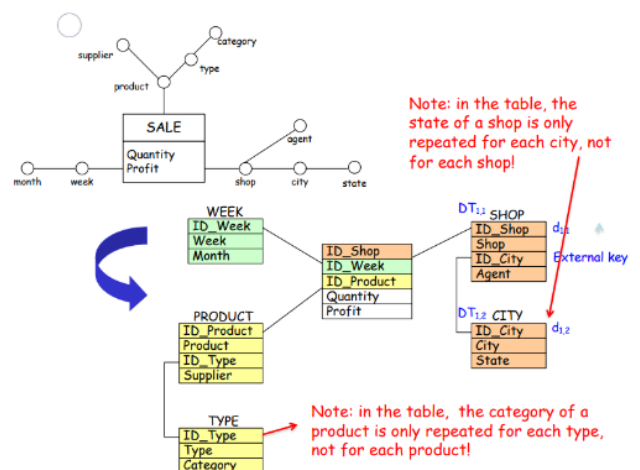 category
supplier
type
product
SALE
Quantity
Profit
agent
month
week
shop
city
state
Note: in the table, the
state of a shop is only
repeated for each city, not
for each shop!
WEEK
ID_Week
Week
Month
ID_Shop
ID_Week
ID_Product
Quantity
Profit
DT1,1
SHOP
ID_Shop
d1,1
Shop
ID_City
External key
Agent
DT1,2
CITY
ID_City
d1,2
City
State
PRODUCT
ID_Product
Product
ID_Type
Supplier
TYPE
ID_Type
Type
Category
Note: in the table, the category of a
product is only repeated for each type,
not for each product!